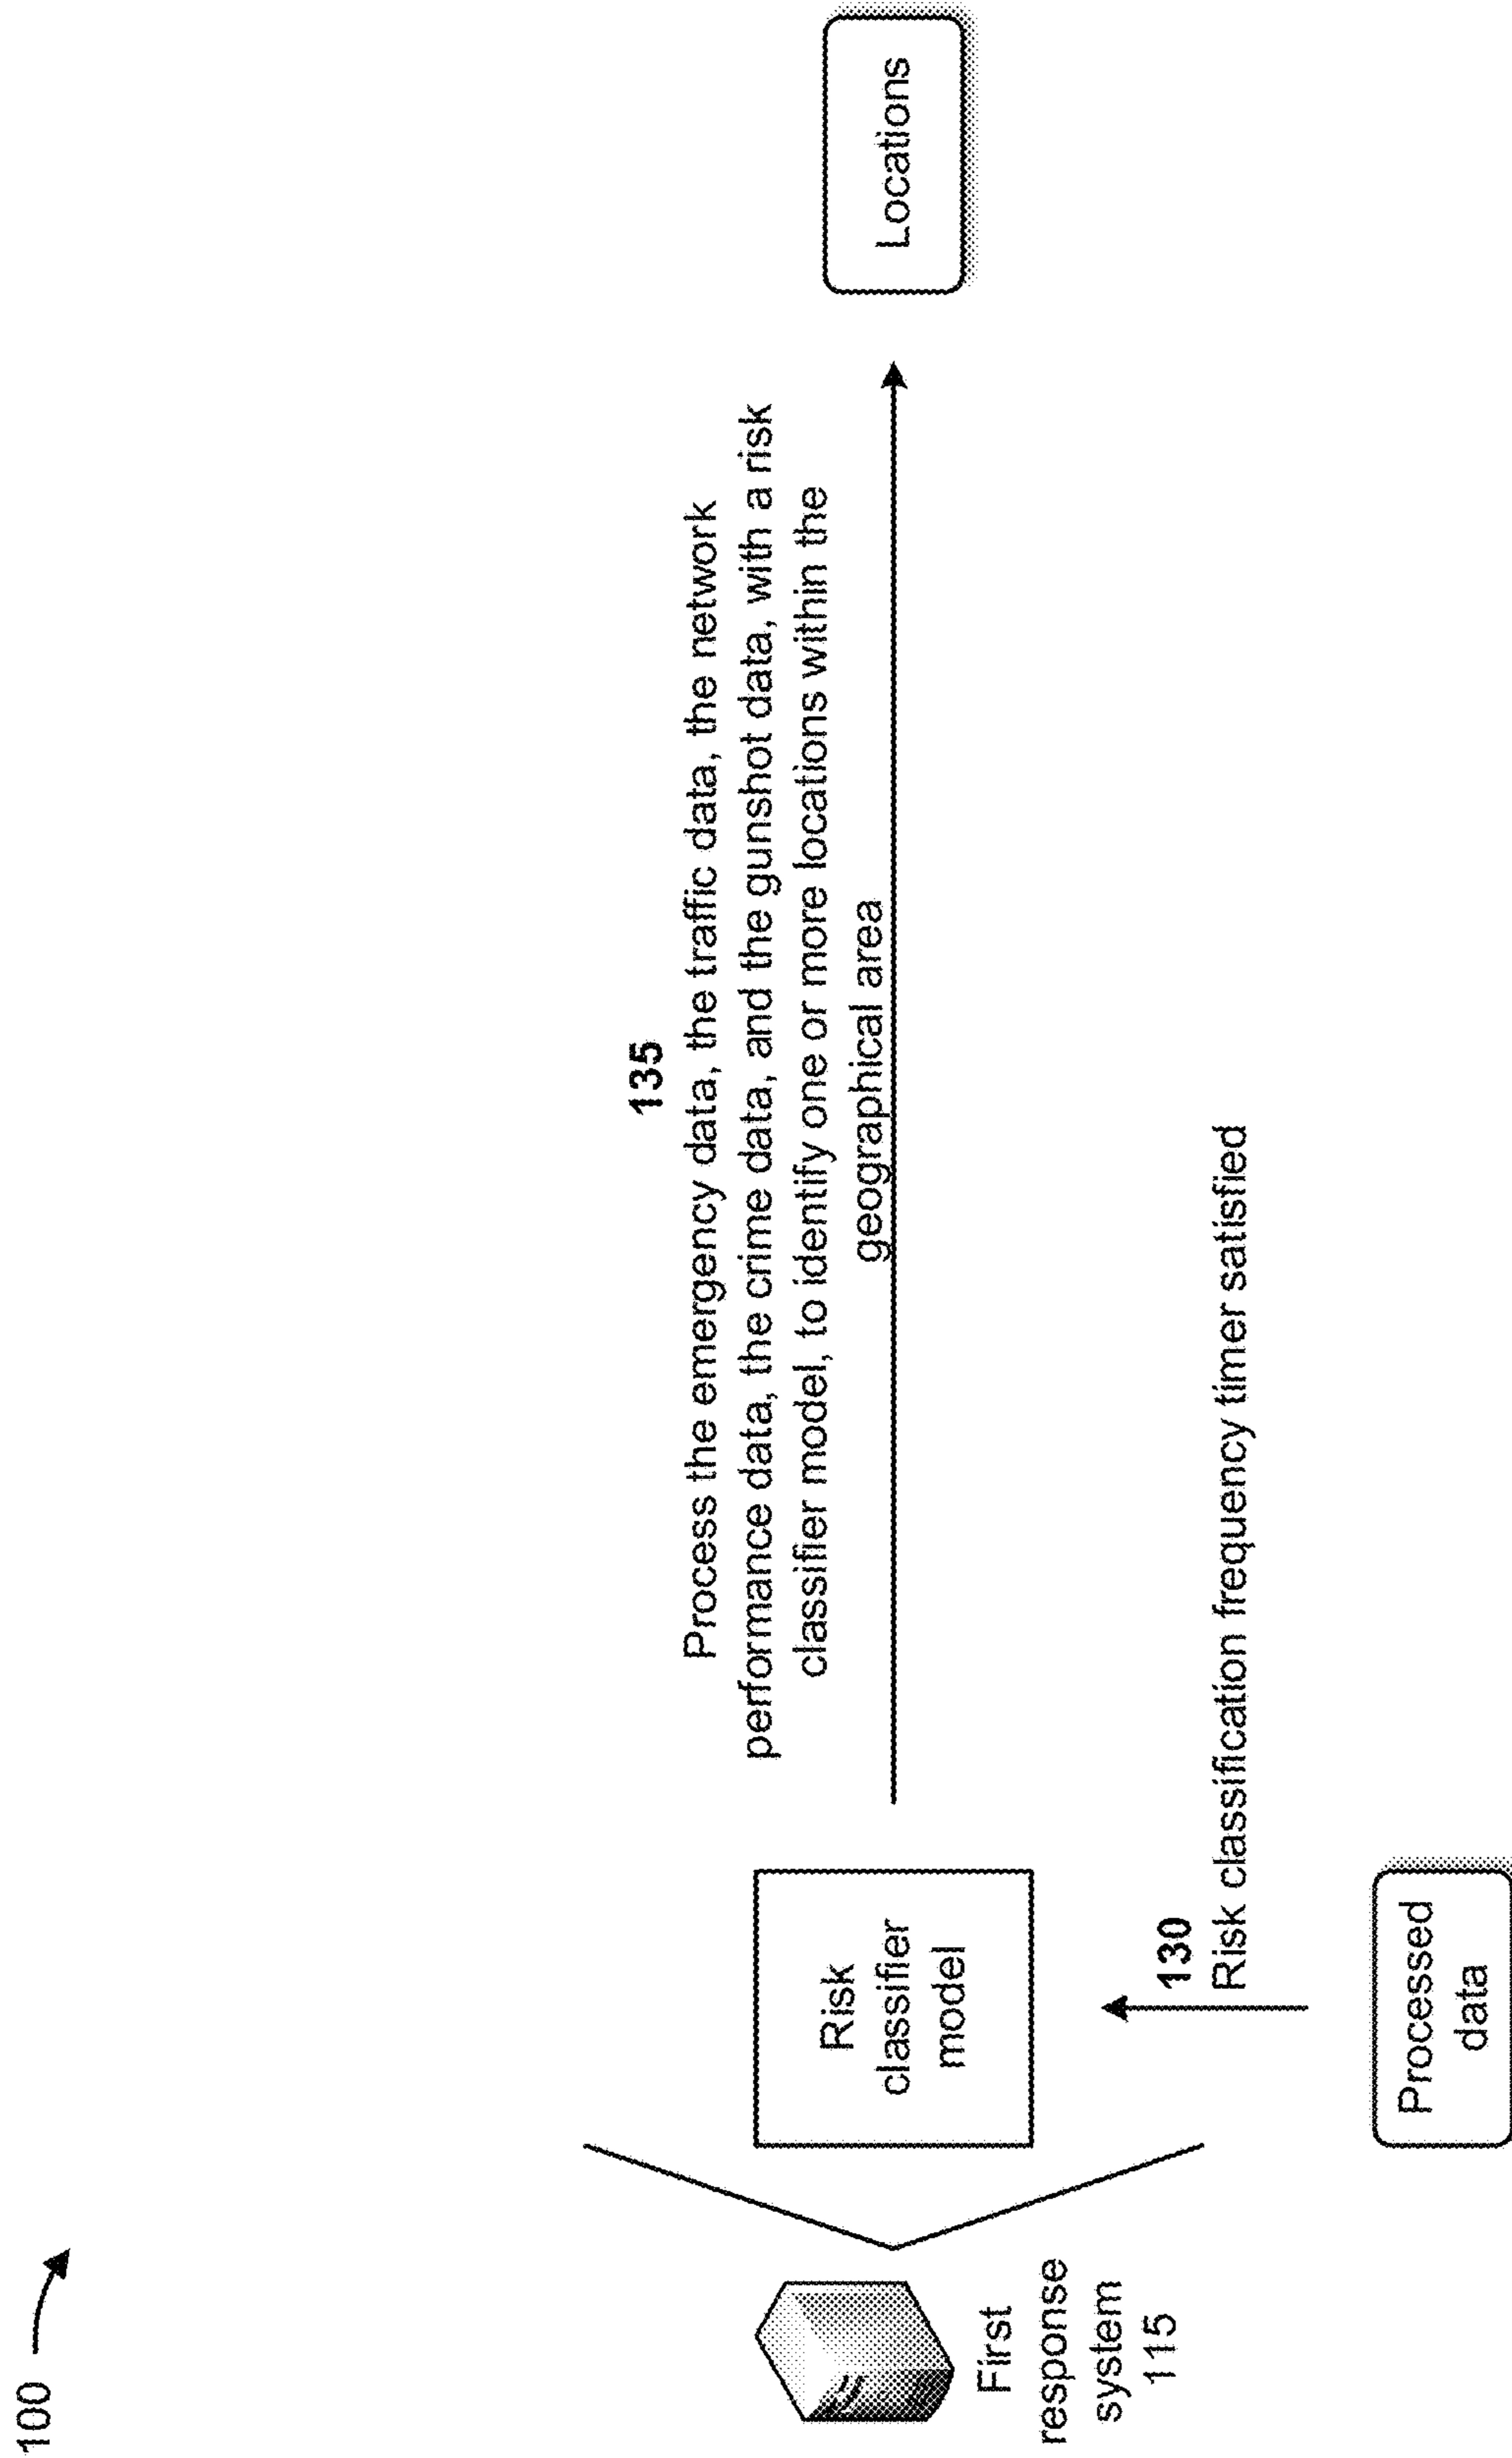 100
135
Process the emergency data, the traffic data, the network
performance data, the crime data, and the gunshot data, with a risk
classifier model, to identify one or more locations within the
geographical area
Locations
Risk
classifier
model
First
response
system
115
130
Risk classification frequency timer satisfied
Processed
data